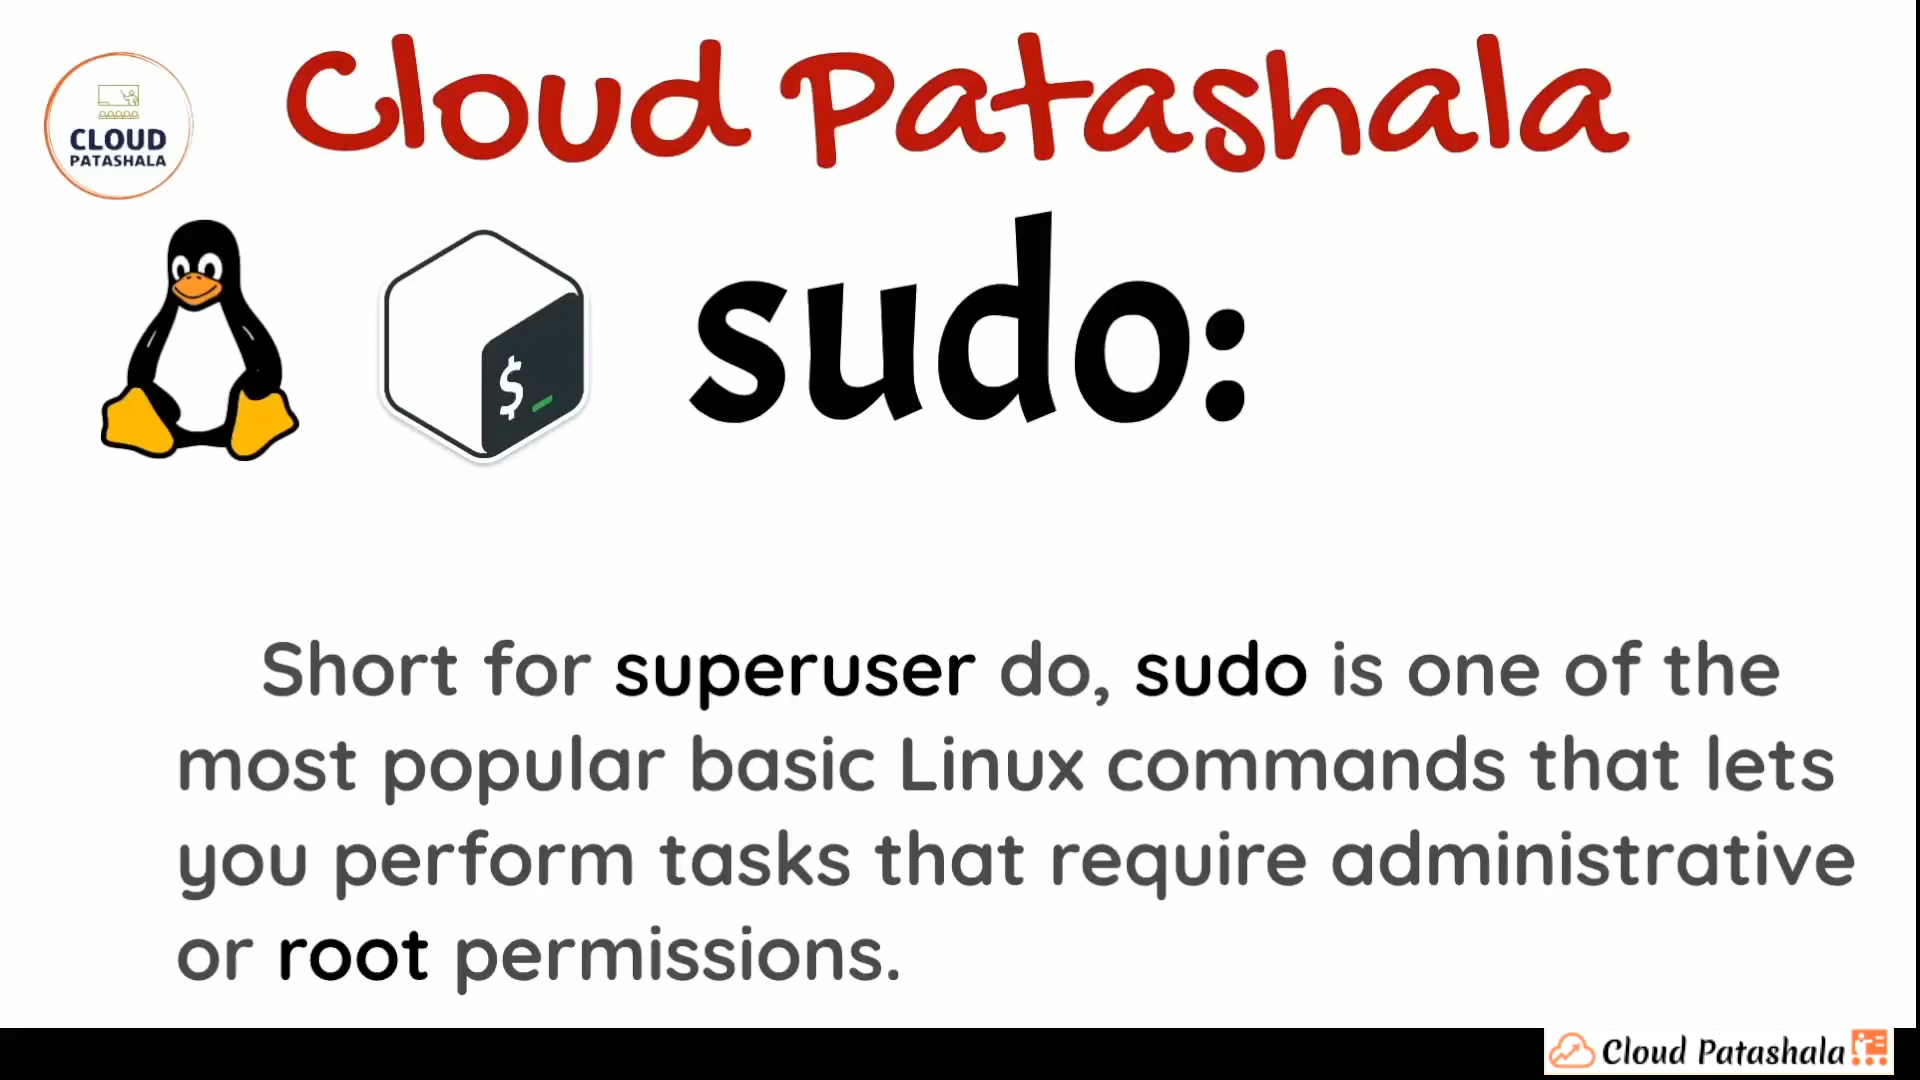 Cloud Patashala
CLOUD
PATASHALA
$_
sudo:
Short for superuser do, sudo is one of the
most popular basic Linux commands that lets
you perform tasks that require administrative
or root permissions.
Cloud Patashala